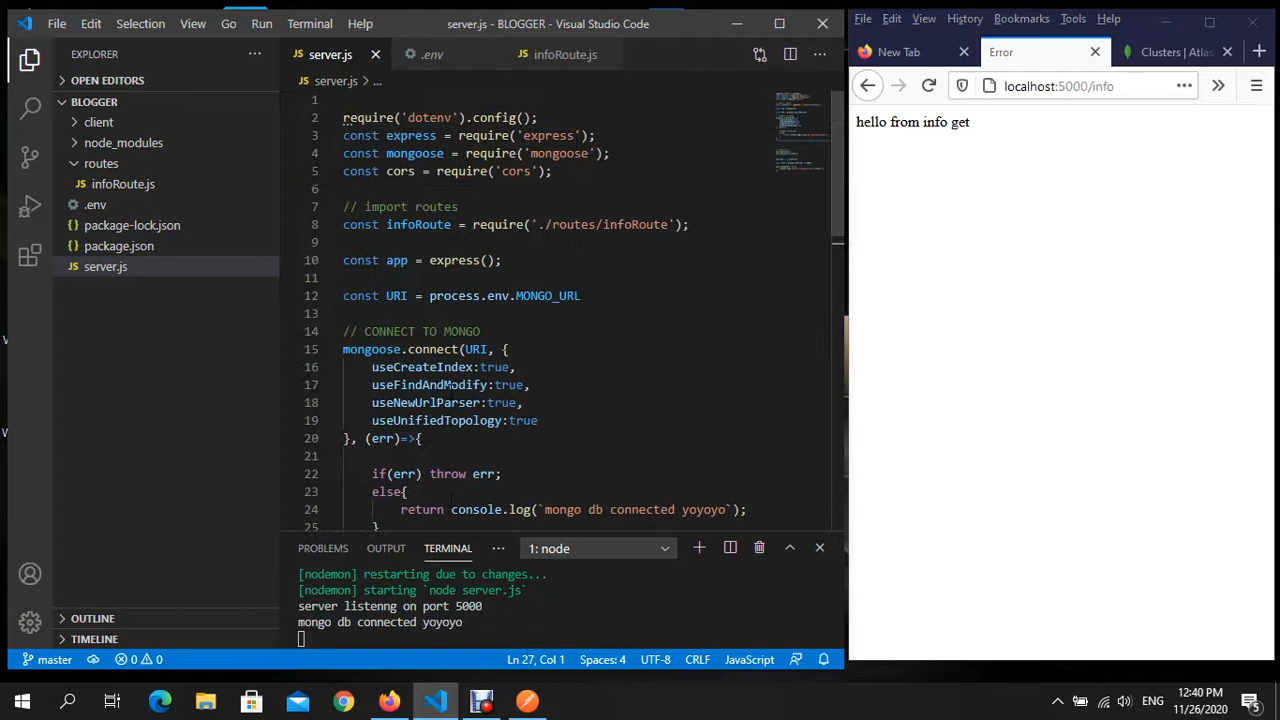 File Edit Selection View Go Run Terminal Help server.js - BLOGGER - Visual Studio Code
EXPLORER
OPEN EDITORS
BLOGGER
client
node_modules
routes
JS infoRoute.js
.env
{} package-lock.json
{} package.json
JS server.js
OUTLINE
TIMELINE
JS server.js
.env
JS infoRoute.js
JS server.js > ...
1
2 require('dotenv').config();
3 const express = require('express');
4 const mongoose = require('mongoose');
5 const cors = require('cors');
6
7 // import routes
8 const infoRoute = require('./routes/infoRoute');
9
10 const app = express();
11
12 const URI = process.env.MONGO_URL
13
14 // CONNECT TO MONGO
15 mongoose.connect(URI, {
16 useCreateIndex:true,
17 useFindAndModify:true,
18 useNewUrlParser:true,
19 useUnifiedTopology:true
20 }, (err)=>{
21
22 if(err) throw err;
23 else{
24 return console.log(`mongo db connected yoyoyo`);
25 }
PROBLEMS OUTPUT TERMINAL ... 1: node
[nodemon] restarting due to changes...
[nodemon] starting `node server.js`
server listenng on port 5000
mongo db connected yoyoyo
master 0 0 Ln 27, Col 1 Spaces: 4 UTF-8 CRLF JavaScript
File Edit View History Bookmarks Tools Help
New Tab
Error
Clusters | Atlas
localhost:5000/info
hello from info get
ENG
12:40 PM
11/26/2020
5